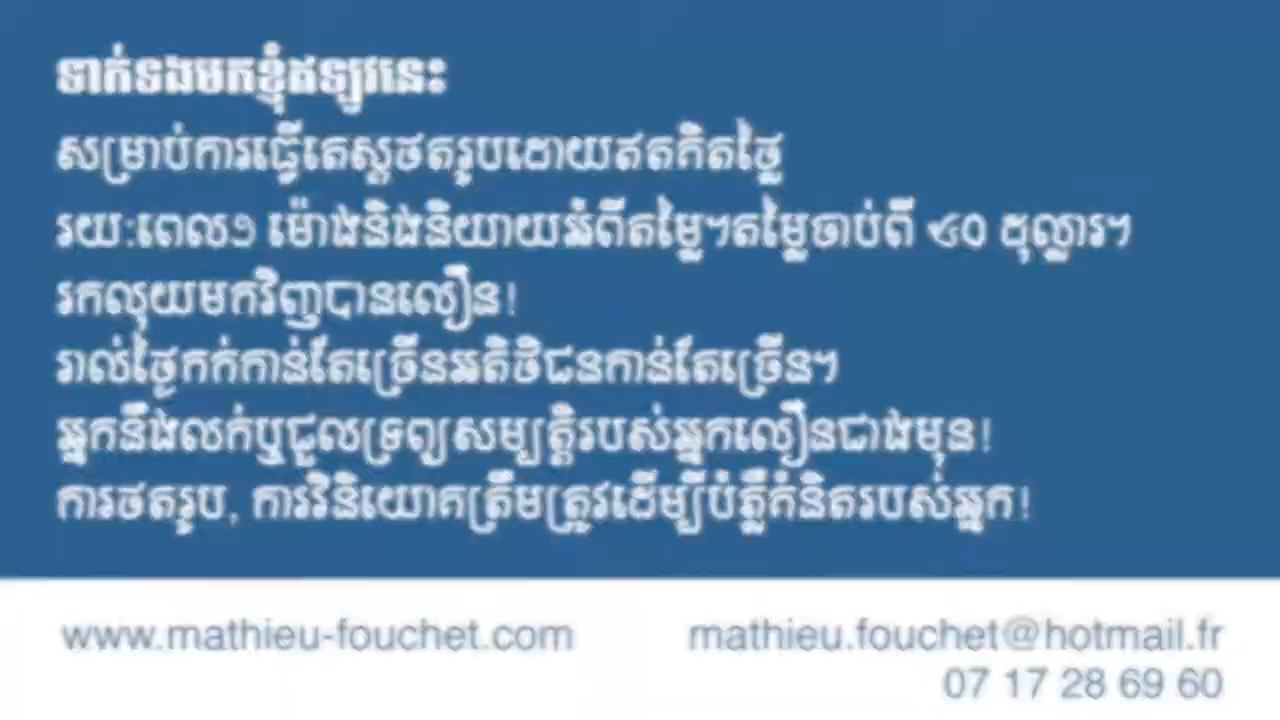 ទាក់ទងមកខ្ញុំឥឡូវនេះ
សម្រាប់ការធ្វើតេស្តថតរូបដោយឥតគិតថ្លៃ
រយ:ពេល១ ម៉ោងនិងនិយាយអំពីតម្លៃ។តម្លៃចាប់ពី ៤០ ដុល្លារ។
រកលុយមកវិញបានលឿន!
រាល់ថ្ងៃកក់កាន់តែច្រើនអតិថិជនកាន់តែច្រើន។
អ្នកនឹងលក់ឬជួលទ្រព្យសម្បត្តិរបស់អ្នកលឿនជាងមុន!
ការថតរូប, ការវិនិយោគត្រឹមត្រូវដើម្បីបំភ្លឺគំនិតរបស់អ្នក!
www.mathieu-fouchet.com
mathieu.fouchet@hotmail.fr
07 17 28 69 60